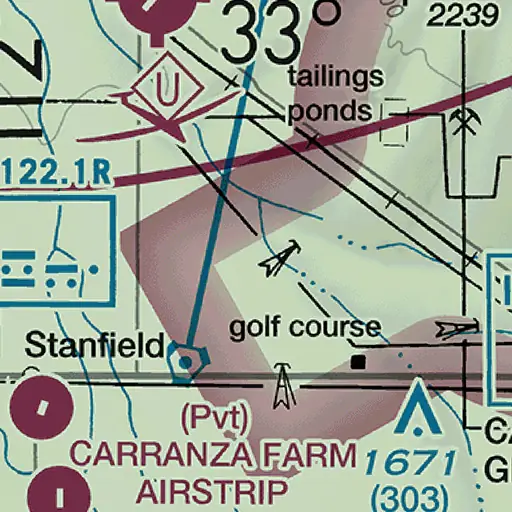 33°
2239
tailings
ponds
U
122.1R
Stanfield
golf course
(Pvt)
CARRANZA FARM
AIRSTRIP
1671
(303)